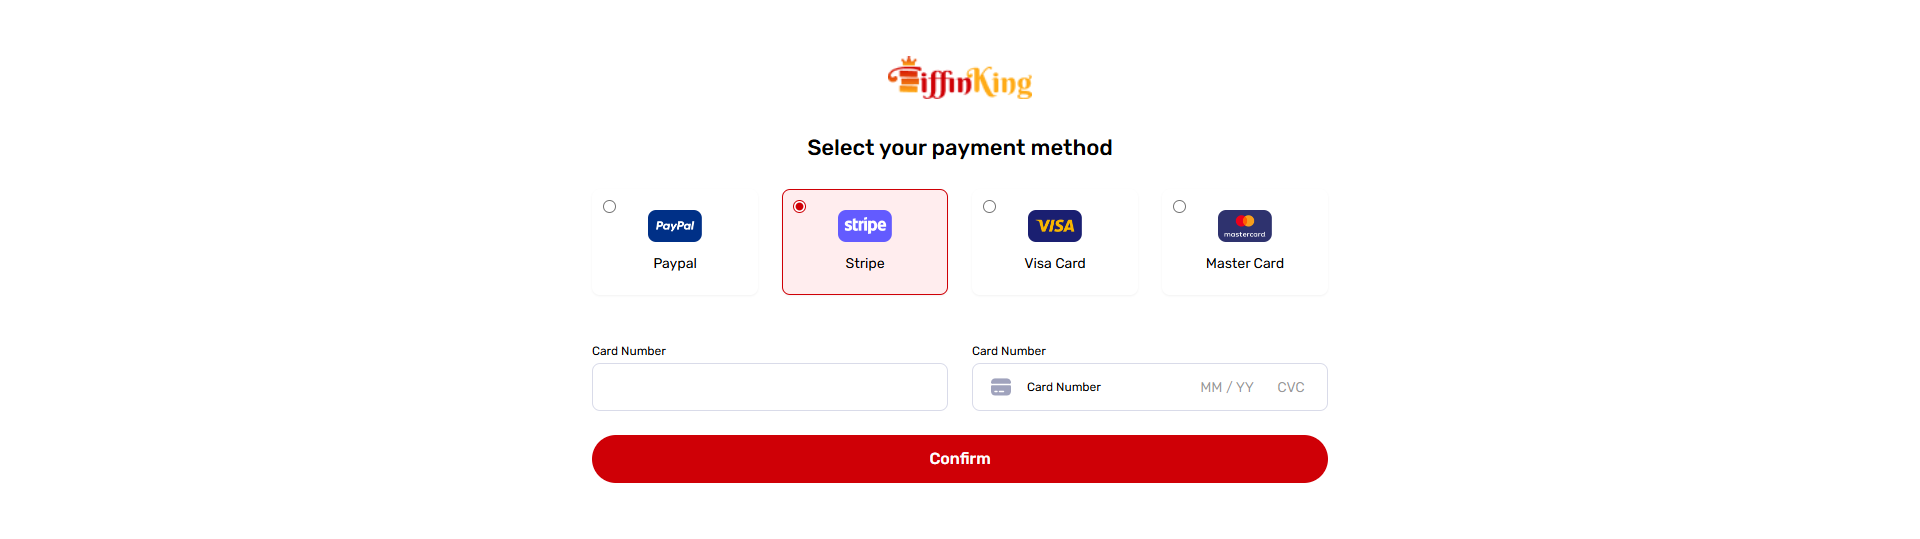 TiffinKing
Select your payment method
PayPal
stripe
VISA
mastercard
Paypal
Stripe
Visa Card
Master Card
Card Number
Card Number
Card Number
MM / YY
CVC
Confirm